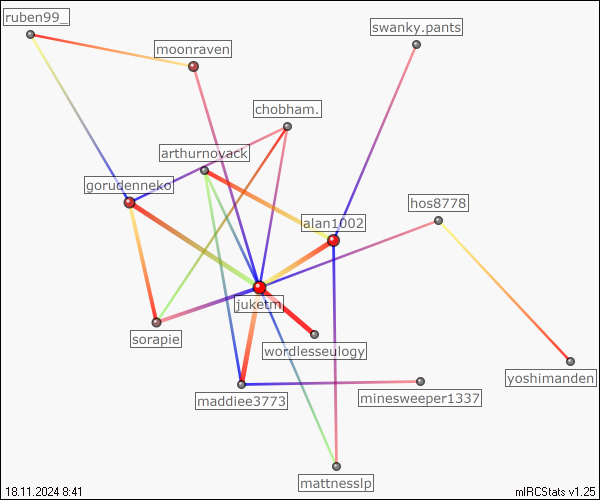 ruben99_
swanky.pants
moonraven
chobham.
arthurnovack
gorudenneko
hos8778
alan1002
juketm
sorapie
wordlesseulogy
yoshimanden
maddiee3773
minesweeper1337
mattnesslp
18.11.2024 8:41
mIRCStats v1.25